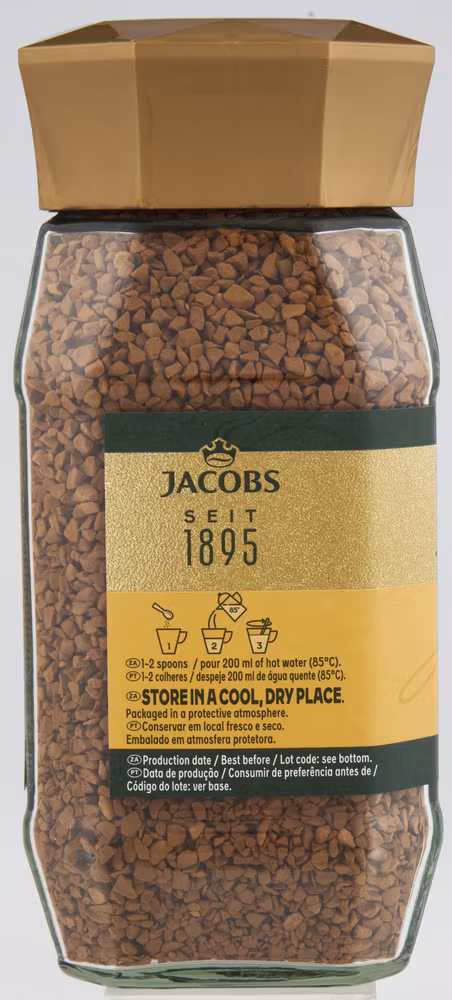 JACOBS
SEIT
1895
85°
1 2 3
ZA 1-2 spoons / pour 200 ml of hot water (85°C).
PT 1-2 colheres / despeje 200 ml de água quente (85°C).
ZA STORE IN A COOL, DRY PLACE.
Packaged in a protective atmosphere.
PT Conservar em local fresco e seco.
Embalado em atmosfera protetora.
ZA Production date / Best before / Lot code: see bottom.
PT Data de produção / Consumir de preferência antes de /
Código do lote: ver base.